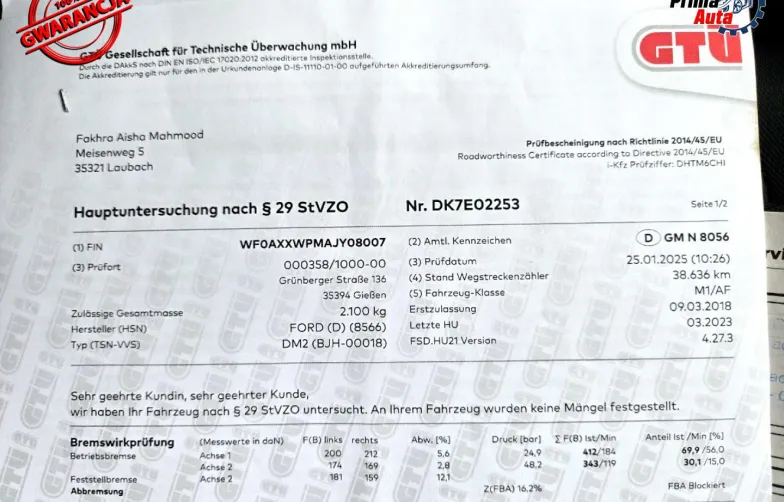 100%
GWARANCJI
Prima
Auta
GTÜ Gesellschaft für Technische Überwachung mbH
Durch die DAkkS nach DIN EN ISO/IEC 17020:2012 akkreditierte Inspektionsstelle.
Die Akkreditierung gilt nur für den in der Urkundenanlage D-IS-11110-01-00 aufgeführten Akkreditierungsumfang.
GTÜ
Fakhra Aisha Mahmood
Meisenweg 5
35321 Laubach
Prüfbescheinigung nach Richtlinie 2014/45/EU
Roadworthiness Certificate according to Directive 2014/45/EU
i-Kfz Prüfziffer: DHTM6CHI
Hauptuntersuchung nach § 29 StVZO Nr. DK7E02253 Seite 1/2
(1) FIN WF0AXXWPMAJY08007 (2) Amtl. Kennzeichen D GM N 8056
(3) Prüfort 000358/1000-00 (3) Prüfdatum 25.01.2025 (10:26)
Grünberger Straße 136 (4) Stand Wegstreckenzähler 38.636 km
35394 Gießen (5) Fahrzeug-Klasse M1/AF
Zulässige Gesamtmasse 2.100 kg Erstzulassung 09.03.2018
Hersteller (HSN) FORD (D) (8566) Letzte HU 03.2023
Typ (TSN-VVS) DM2 (BJH-00018) FSD.HU21 Version 4.27.3
Sehr geehrte Kundin, sehr geehrter Kunde,
wir haben Ihr Fahrzeug nach § 29 StVZO untersucht. An Ihrem Fahrzeug wurden keine Mängel festgestellt.
Bremswirkprüfung (Messwerte in daN) F(B) links rechts Abw. [%] Druck [bar] Σ F(B) Ist/Min Anteil Ist /Min [%]
Betriebsbremse Achse 1 200 212 5,6 24,9 412/184 69,9 /56,0
Achse 2 174 169 2,8 48,2 343/119 30,1 /15,0
Feststellbremse Achse 2 181 159 12,1 FBA Blockiert
Abbremsung Z(FBA) 16,2%